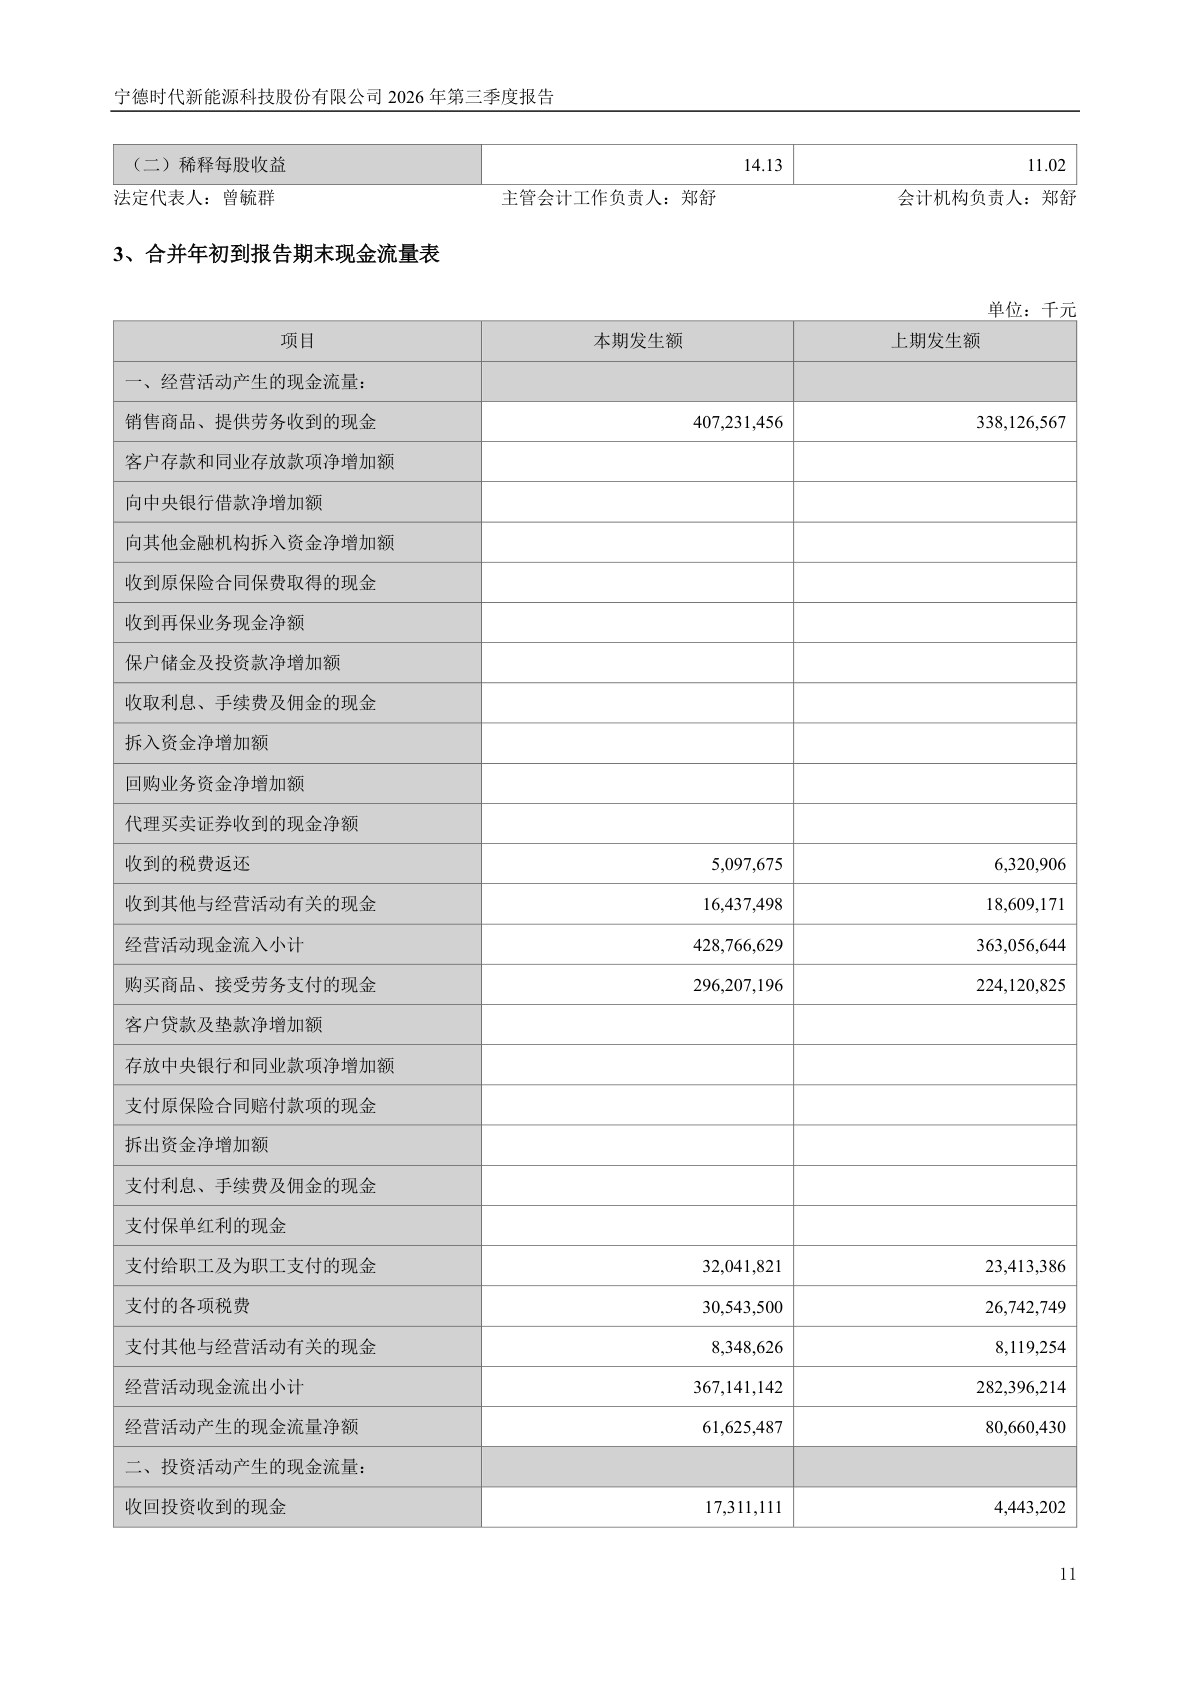 宁德时代新能源科技股份有限公司 2026 年第三季度报告
（二）稀释每股收益 14.13 11.02
法定代表人：曾毓群 主管会计工作负责人：郑舒 会计机构负责人：郑舒
3、合并年初到报告期末现金流量表
单位：千元
项目 本期发生额 上期发生额
一、经营活动产生的现金流量：
销售商品、提供劳务收到的现金 407,231,456 338,126,567
客户存款和同业存放款项净增加额
向中央银行借款净增加额
向其他金融机构拆入资金净增加额
收到原保险合同保费取得的现金
收到再保业务现金净额
保户储金及投资款净增加额
收取利息、手续费及佣金的现金
拆入资金净增加额
回购业务资金净增加额
代理买卖证券收到的现金净额
收到的税费返还 5,097,675 6,320,906
收到其他与经营活动有关的现金 16,437,498 18,609,171
经营活动现金流入小计 428,766,629 363,056,644
购买商品、接受劳务支付的现金 296,207,196 224,120,825
客户贷款及垫款净增加额
存放中央银行和同业款项净增加额
支付原保险合同赔付款项的现金
拆出资金净增加额
支付利息、手续费及佣金的现金
支付保单红利的现金
支付给职工及为职工支付的现金 32,041,821 23,413,386
支付的各项税费 30,543,500 26,742,749
支付其他与经营活动有关的现金 8,348,626 8,119,254
经营活动现金流出小计 367,141,142 282,396,214
经营活动产生的现金流量净额 61,625,487 80,660,430
二、投资活动产生的现金流量：
收回投资收到的现金 17,311,111 4,443,202
11